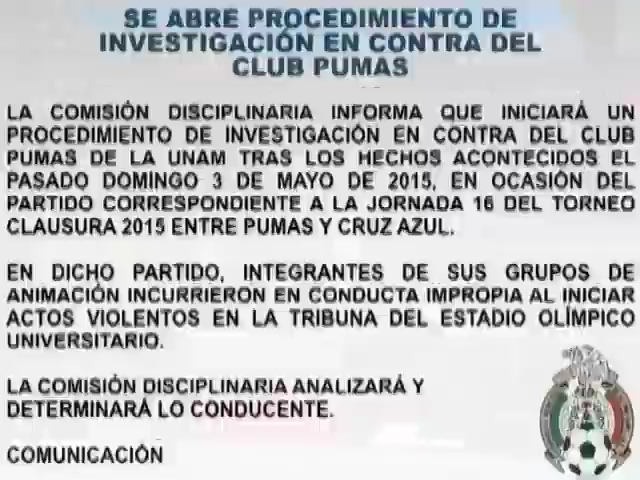 SE ABRE PROCEDIMIENTO DE
INVESTIGACIÓN EN CONTRA DEL
CLUB PUMAS
LA COMISIÓN DISCIPLINARIA INFORMA QUE INICIARÁ UN
PROCEDIMIENTO DE INVESTIGACIÓN EN CONTRA DEL CLUB
PUMAS DE LA UNAM TRAS LOS HECHOS ACONTECIDOS EL
PASADO DOMINGO 3 DE MAYO DE 2015, EN OCASIÓN DEL
PARTIDO CORRESPONDIENTE A LA JORNADA 16 DEL TORNEO
CLAUSURA 2015 ENTRE PUMAS Y CRUZ AZUL.
EN DICHO PARTIDO, INTEGRANTES DE SUS GRUPOS DE
ANIMACIÓN INCURRIERON EN CONDUCTA IMPROPIA AL INICIAR
ACTOS VIOLENTOS EN LA TRIBUNA DEL ESTADIO OLÍMPICO
UNIVERSITARIO.
LA COMISIÓN DISCIPLINARIA ANALIZARÁ Y
DETERMINARÁ LO CONDUCENTE.
COMUNICACIÓN